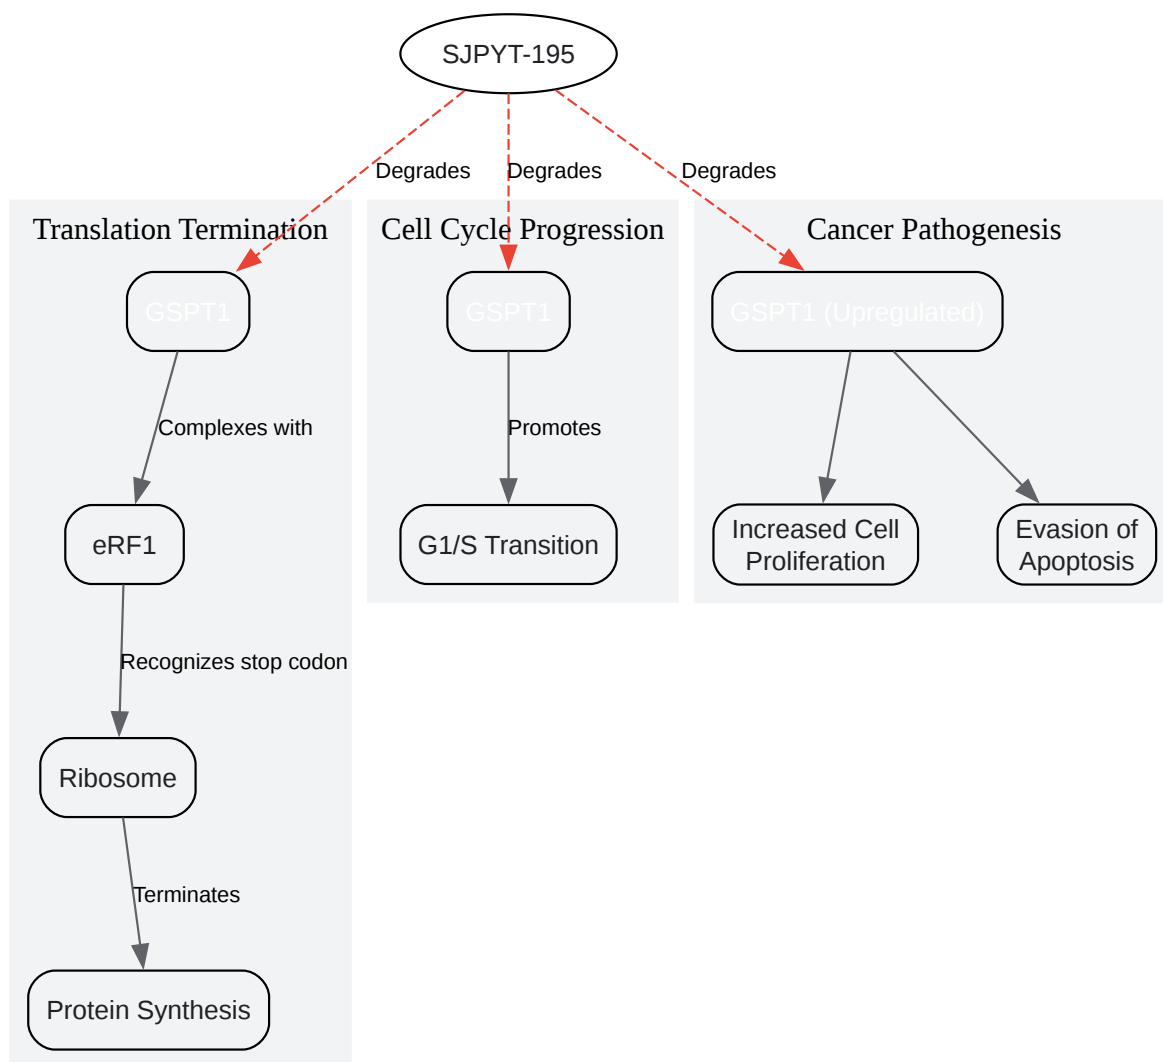 SJPYT-195
Degrades
Degrades
Degrades
Translation Termination
Cell Cycle Progression
Cancer Pathogenesis
GSPT1
GSPT1
GSPT1 (Upregulated)
Complexes with
Promotes
eRF1
G1/S Transition
Increased Cell
Proliferation
Evasion of
Apoptosis
Recognizes stop codon
Ribosome
Terminates
Protein Synthesis